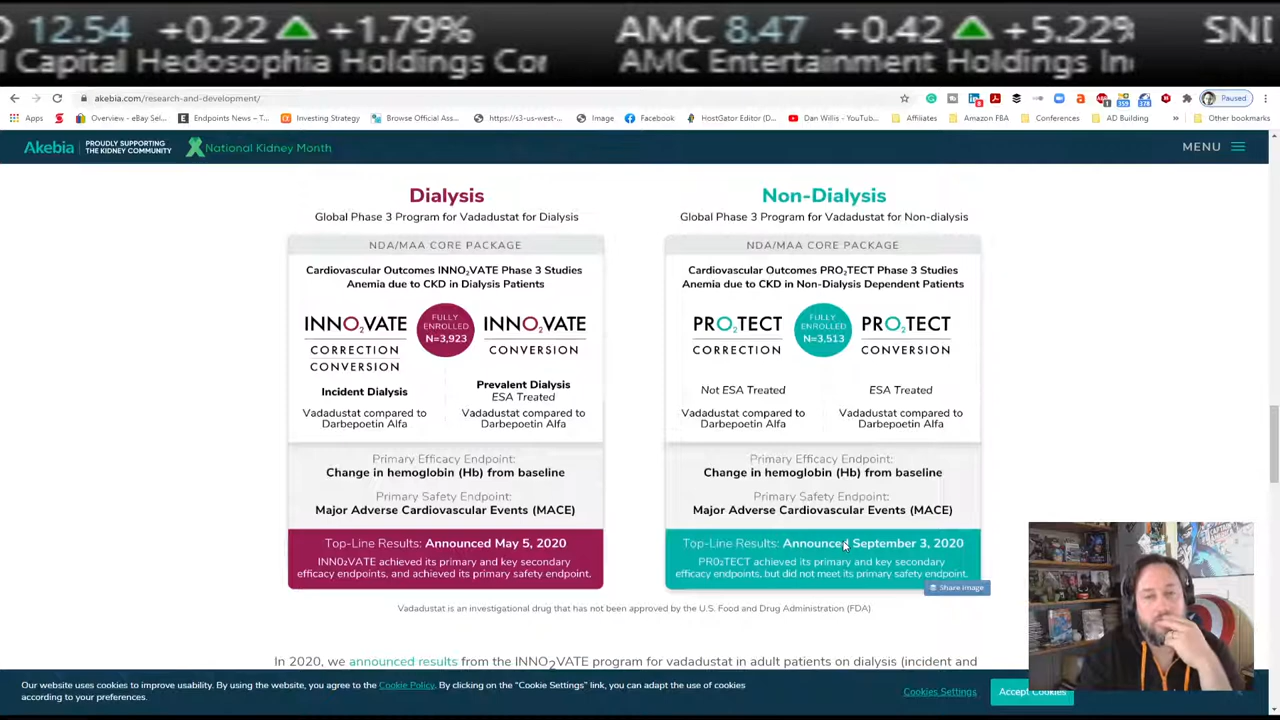 12.54 +0.22 +1.79% AMC 8.47 +0.42 +5.22%
Capital Hedosophia Holdings Cor AMC Entertainment Holdings Inc
akebia.com/research-and-development/ Paused
Apps Overview - eBay Sel... Endpoints News – T... Investing Strategy Browse Official Ass... https://s3-us-west-... Image Facebook HostGator Editor (D... Dan Willis - YouTub... Affiliates Amazon FBA Conferences AD Building » Other bookmarks
Akebia PROUDLY SUPPORTING
THE KIDNEY COMMUNITY
National Kidney Month
MENU
Dialysis
Global Phase 3 Program for Vadadustat for Dialysis
NDA/MAA CORE PACKAGE
Cardiovascular Outcomes INNO₂VATE Phase 3 Studies
Anemia due to CKD in Dialysis Patients
INNO₂VATE
CORRECTION
CONVERSION
FULLY
ENROLLED
N=3,923
INNO₂VATE
CONVERSION
Incident Dialysis
Vadadustat compared to
Darbepoetin Alfa
Prevalent Dialysis
ESA Treated
Vadadustat compared to
Darbepoetin Alfa
Primary Efficacy Endpoint:
Change in hemoglobin (Hb) from baseline
Primary Safety Endpoint:
Major Adverse Cardiovascular Events (MACE)
Top-Line Results: Announced May 5, 2020
INNO₂VATE achieved its primary and key secondary
efficacy endpoints, and achieved its primary safety endpoint.
Non-Dialysis
Global Phase 3 Program for Vadadustat for Non-dialysis
NDA/MAA CORE PACKAGE
Cardiovascular Outcomes PRO₂TECT Phase 3 Studies
Anemia due to CKD in Non-Dialysis Dependent Patients
PRO₂TECT
CORRECTION
FULLY
ENROLLED
N=3,513
PRO₂TECT
CONVERSION
Not ESA Treated
Vadadustat compared to
Darbepoetin Alfa
ESA Treated
Vadadustat compared to
Darbepoetin Alfa
Primary Efficacy Endpoint:
Change in hemoglobin (Hb) from baseline
Primary Safety Endpoint:
Major Adverse Cardiovascular Events (MACE)
Top-Line Results: Announced September 3, 2020
PRO₂TECT achieved its primary and key secondary
efficacy endpoints, but did not meet its primary safety endpoint.
Share image
Vadadustat is an investigational drug that has not been approved by the U.S. Food and Drug Administration (FDA)
In 2020, we announced results from the INNO₂VATE program for vadadustat in adult patients on dialysis (incident and
Our website uses cookies to improve usability. By using the website, you agree to the Cookie Policy. By clicking on the “Cookie Settings” link, you can adapt the use of cookies
according to your preferences.
Cookies Settings
Accept Cookies